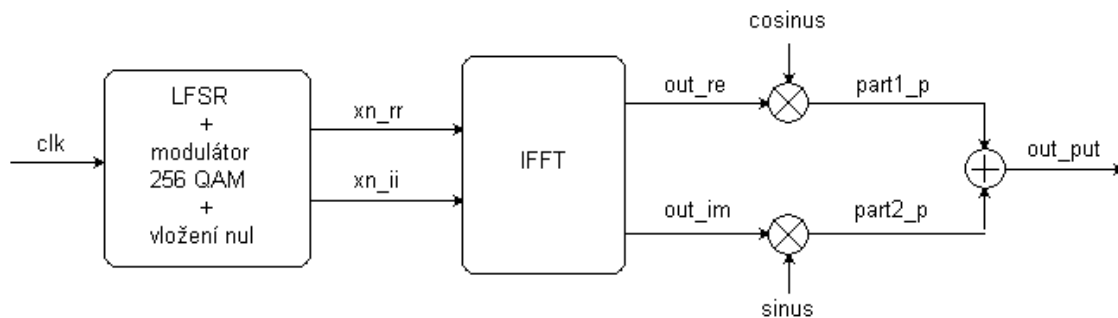 cosinus
LFSR
+
modulátor
256 QAM
+
vložení nul
clk
xn_rr
xn_ii
IFFT
out_re
out_im
part1_p
part2_p
out_put
sinus